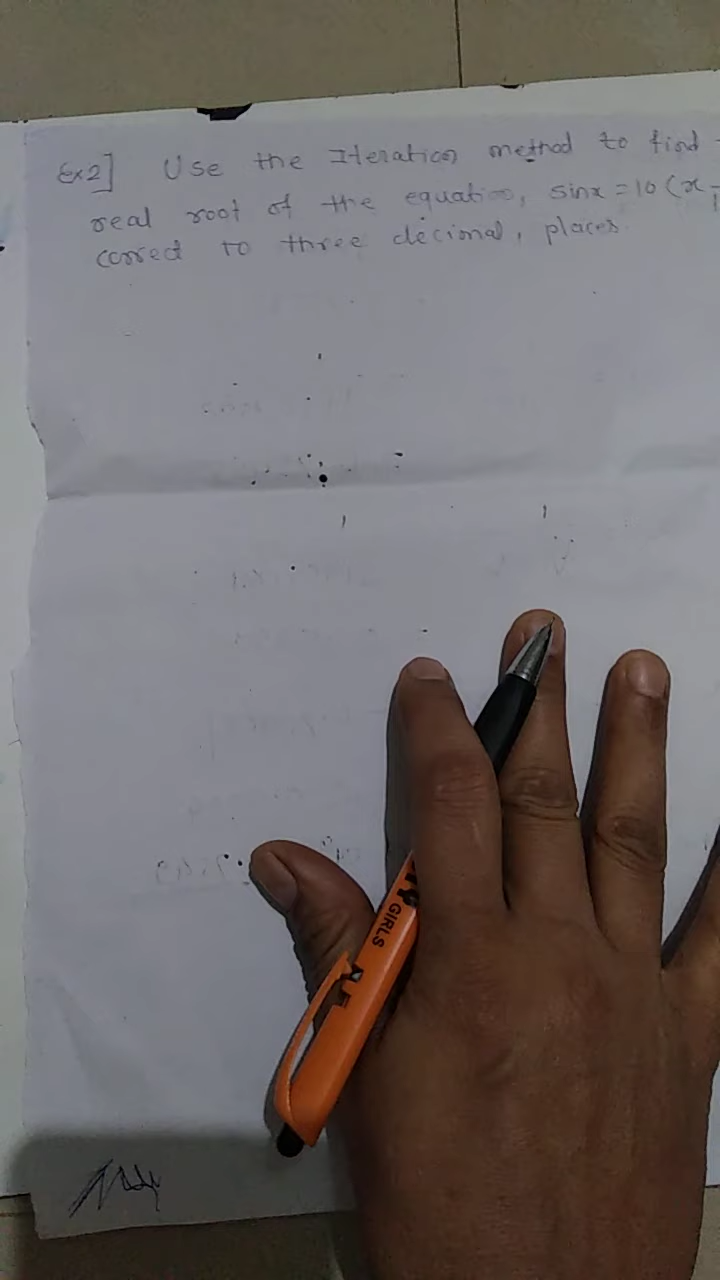 Ex2] Use the Iteration method to find
real root of the equation, sinx = 10 (x-1
correct to three decimal, places.
GIRLS